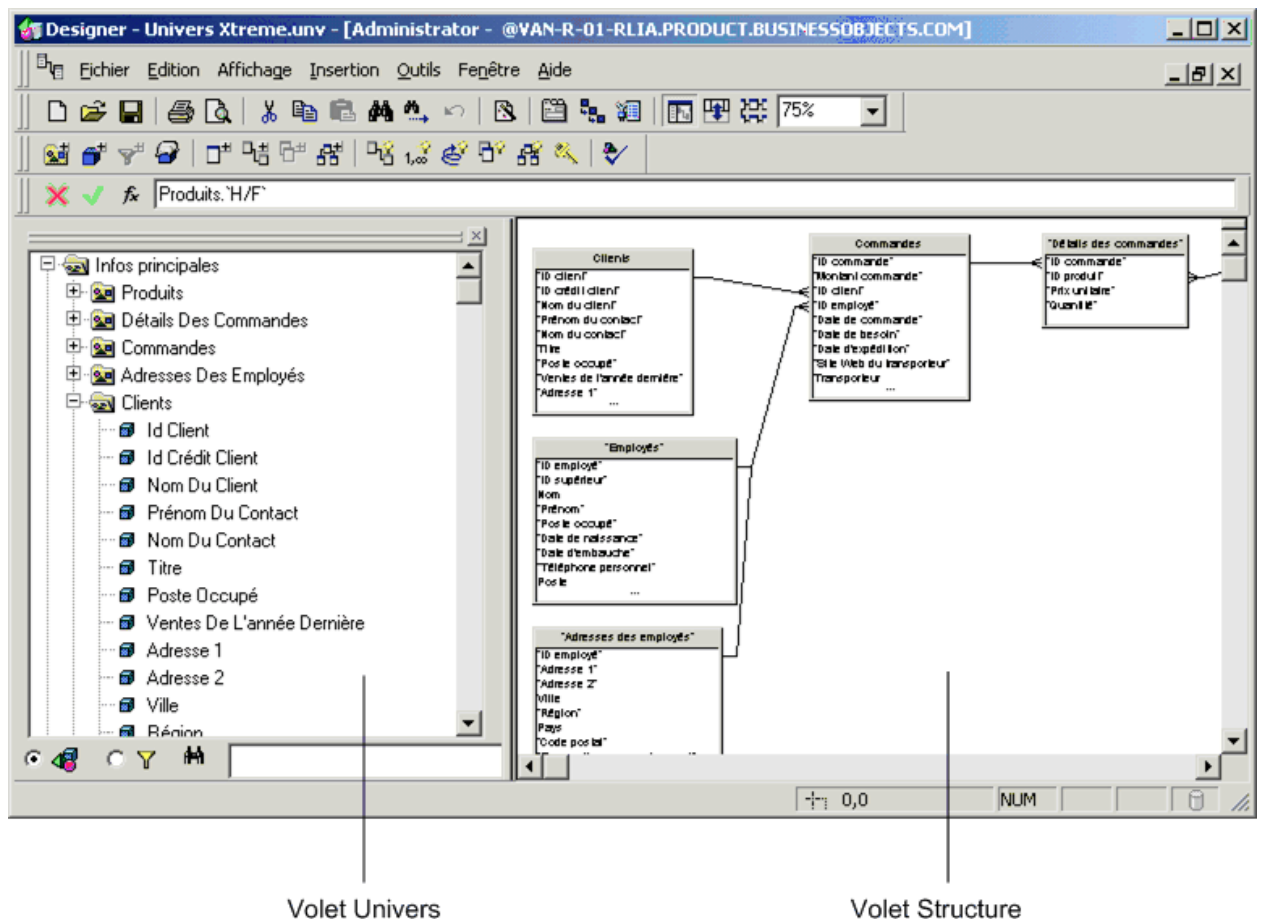 Designer - Univers Xtreme.unv - [Administrator - @VAN-R-01-RLIA.PRODUCT.BUSINESSOBJECTS.COM]
Fichier Edition Affichage Insertion Outils Fenêtre Aide
75%
Produits.`H/F`
Infos principales
Produits
Détails Des Commandes
Commandes
Adresses Des Employés
Clients
Id Client
Id Crédit Client
Nom Du Client
Prénom Du Contact
Nom Du Contact
Titre
Poste Occupé
Ventes De L'année Dernière
Adresse 1
Adresse 2
Ville
Région
Clients
"ID client"
"ID crédit client"
"Nom du client"
"Prénom du contact"
"Nom du contact"
Titre
"Poste occupé"
"Ventes de l'année dernière"
"Adresse 1"
...
"Employés"
"ID employé"
"ID supérieur"
Nom
"Prénom"
"Poste occupé"
"Date de naissance"
"Date d'embauche"
"Téléphone personnel"
Poste
...
"Adresses des employés"
"ID employé"
"Adresse 1"
"Adresse 2"
Ville
"Région"
Pays
"Code postal"
Commandes
"ID commande"
"Montant commande"
"ID client"
"ID employé"
"Date de commande"
"Date de besoin"
"Date d'expédition"
"Site Web du transporteur"
Transporteur
...
"Détails des commandes"
"ID commande"
"ID produit"
"Prix unitaire"
"Quantité"
0,0
NUM
Volet Univers
Volet Structure